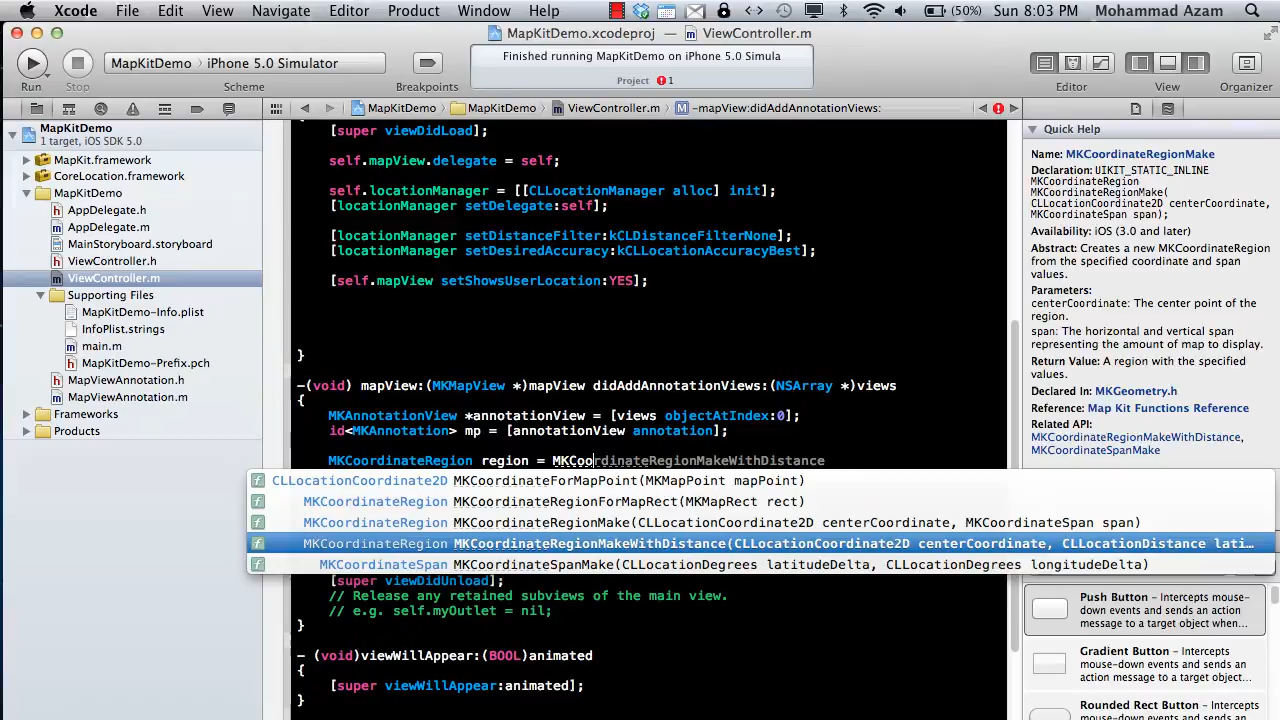 Xcode File Edit View Navigate Editor Product Window Help (50%) Sun 8:03 PM Mohammad Azam
MapKitDemo.xcodeproj › ViewController.m
MapKitDemo › iPhone 5.0 Simulator
Finished running MapKitDemo on iPhone 5.0 Simula
Project 1
Run Stop Scheme Breakpoints Editor View Organizer
MapKitDemo
1 target, iOS SDK 5.0
MapKit.framework
CoreLocation.framework
MapKitDemo
AppDelegate.h
AppDelegate.m
MainStoryboard.storyboard
ViewController.h
ViewController.m
Supporting Files
MapKitDemo-Info.plist
InfoPlist.strings
main.m
MapKitDemo-Prefix.pch
MapViewAnnotation.h
MapViewAnnotation.m
Frameworks
Products
MapKitDemo › MapKitDemo › ViewController.m › M -mapView:didAddAnnotationViews:
{
[super viewDidLoad];
self.mapView.delegate = self;
self.locationManager = [[CLLocationManager alloc] init];
[locationManager setDelegate:self];
[locationManager setDistanceFilter:kCLDistanceFilterNone];
[locationManager setDesiredAccuracy:kCLLocationAccuracyBest];
[self.mapView setShowsUserLocation:YES];
}
-(void) mapView:(MKMapView *)mapView didAddAnnotationViews:(NSArray *)views
{
MKAnnotationView *annotationView = [views objectAtIndex:0];
id<MKAnnotation> mp = [annotationView annotation];
MKCoordinateRegion region = MKCoordinateRegionMakeWithDistance
f CLLocationCoordinate2D MKCoordinateForMapPoint(MKMapPoint mapPoint)
f MKCoordinateRegion MKCoordinateRegionForMapRect(MKMapRect rect)
f MKCoordinateRegion MKCoordinateRegionMake(CLLocationCoordinate2D centerCoordinate, MKCoordinateSpan span)
f MKCoordinateRegion MKCoordinateRegionMakeWithDistance(CLLocationCoordinate2D centerCoordinate, CLLocationDistance lati…
f MKCoordinateSpan MKCoordinateSpanMake(CLLocationDegrees latitudeDelta, CLLocationDegrees longitudeDelta)
[super viewDidUnload];
// Release any retained subviews of the main view.
// e.g. self.myOutlet = nil;
}
- (void)viewWillAppear:(BOOL)animated
{
[super viewWillAppear:animated];
}
Quick Help
Name: MKCoordinateRegionMake
Declaration: UIKIT_STATIC_INLINE
MKCoordinateRegion
MKCoordinateRegionMake(
CLLocationCoordinate2D centerCoordinate,
MKCoordinateSpan span);
Availability: iOS (3.0 and later)
Abstract: Creates a new MKCoordinateRegion
from the specified coordinate and span
values.
Parameters:
centerCoordinate: The center point of the
region.
span: The horizontal and vertical span
representing the amount of map to display.
Return Value: A region with the specified
values.
Declared In: MKGeometry.h
Reference: Map Kit Functions Reference
Related API:
MKCoordinateRegionMakeWithDistance,
MKCoordinateSpanMake
Push Button - Intercepts mouse-
down events and sends an action
message to a target object when…
Gradient Button - Intercepts
mouse-down events and sends an
action message to a target object…
Rounded Rect Button - Intercepts